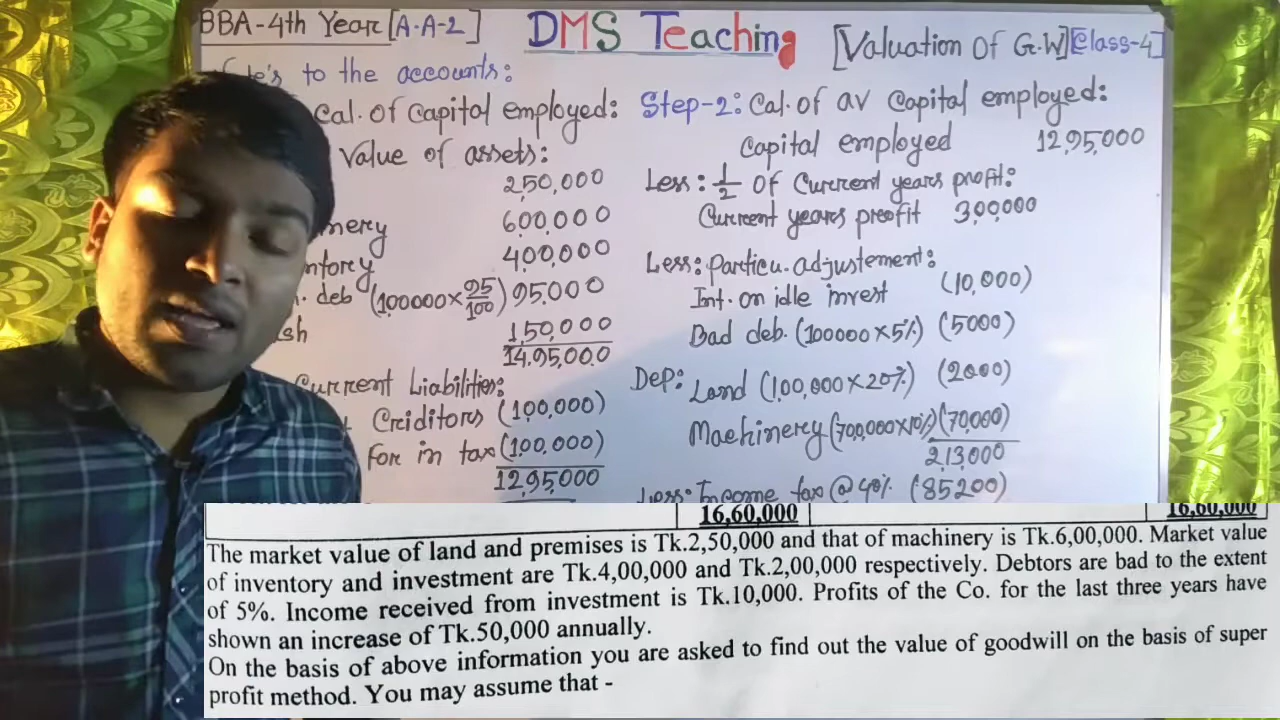 BBA-4th Year [A.A-2]
DMS Teaching
[Valuation Of G.W] [Class-4]
to the accounts:
Cal. Of Capital employed:
Value of assets:
250,000
600,000
400,000
deb (100000×95/100) 95.000
150,000
14,95,000
Current Liabilities:
Criditors (100,000)
For in tax (100,000)
12,95,000
Step-2: Cal. of av Capital employed:
Capital employed 12,95,000
Less: 1/2 Of Current years profit:
Current years preofit 3,00,000
Less: particu. adjustement:
Int. on idle invest (10,000)
Bad deb. (100000×5%) (5000)
Dep: Land (1,00,000×20%) (2000)
Machinery (700,000×10%) (70,000)
2,13,000
Less: Income tax @ 40% (85200)
16,60,000
16,60,000
The market value of land and premises is Tk.2,50,000 and that of machinery is Tk.6,00,000. Market value
of inventory and investment are Tk.4,00,000 and Tk.2,00,000 respectively. Debtors are bad to the extent
of 5%. Income received from investment is Tk.10,000. Profits of the Co. for the last three years have
shown an increase of Tk.50,000 annually.
On the basis of above information you are asked to find out the value of goodwill on the basis of super
profit method. You may assume that -